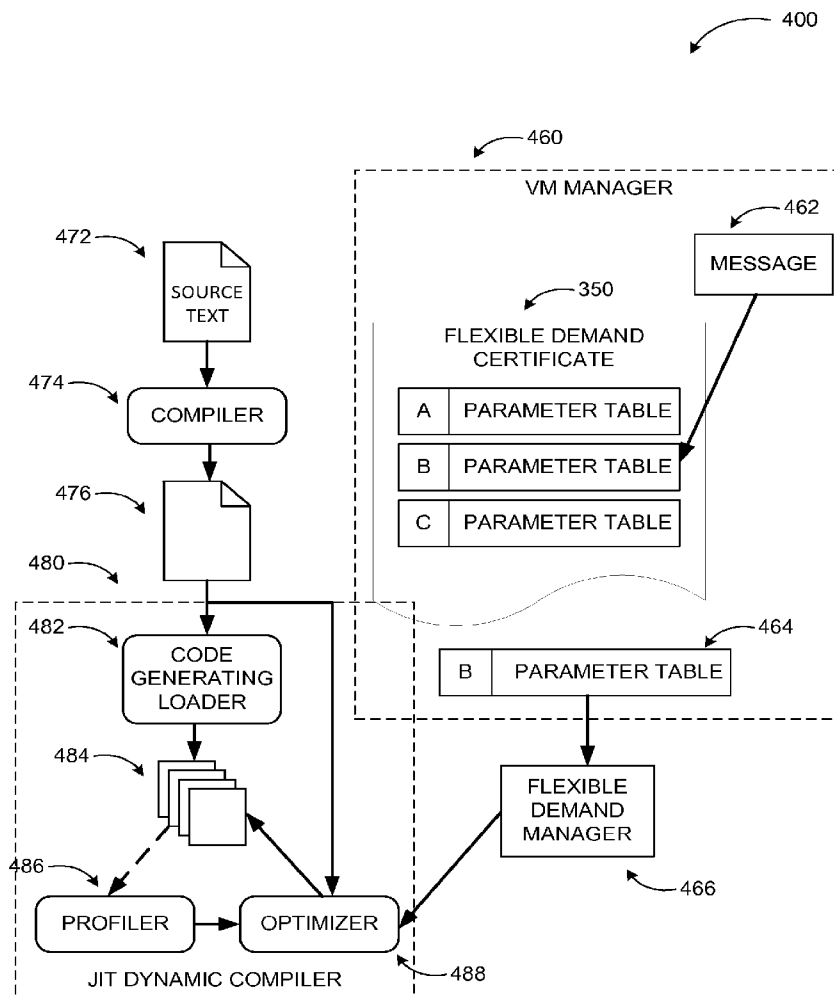 400
460
VM MANAGER
462
MESSAGE
472
SOURCE
TEXT
350
FLEXIBLE DEMAND
CERTIFICATE
474
COMPILER
A PARAMETER TABLE
B PARAMETER TABLE
476
C PARAMETER TABLE
480
482
CODE
GENERATING
LOADER
464
B PARAMETER TABLE
484
FLEXIBLE
DEMAND
MANAGER
486
466
PROFILER
OPTIMIZER
488
JIT DYNAMIC COMPILER